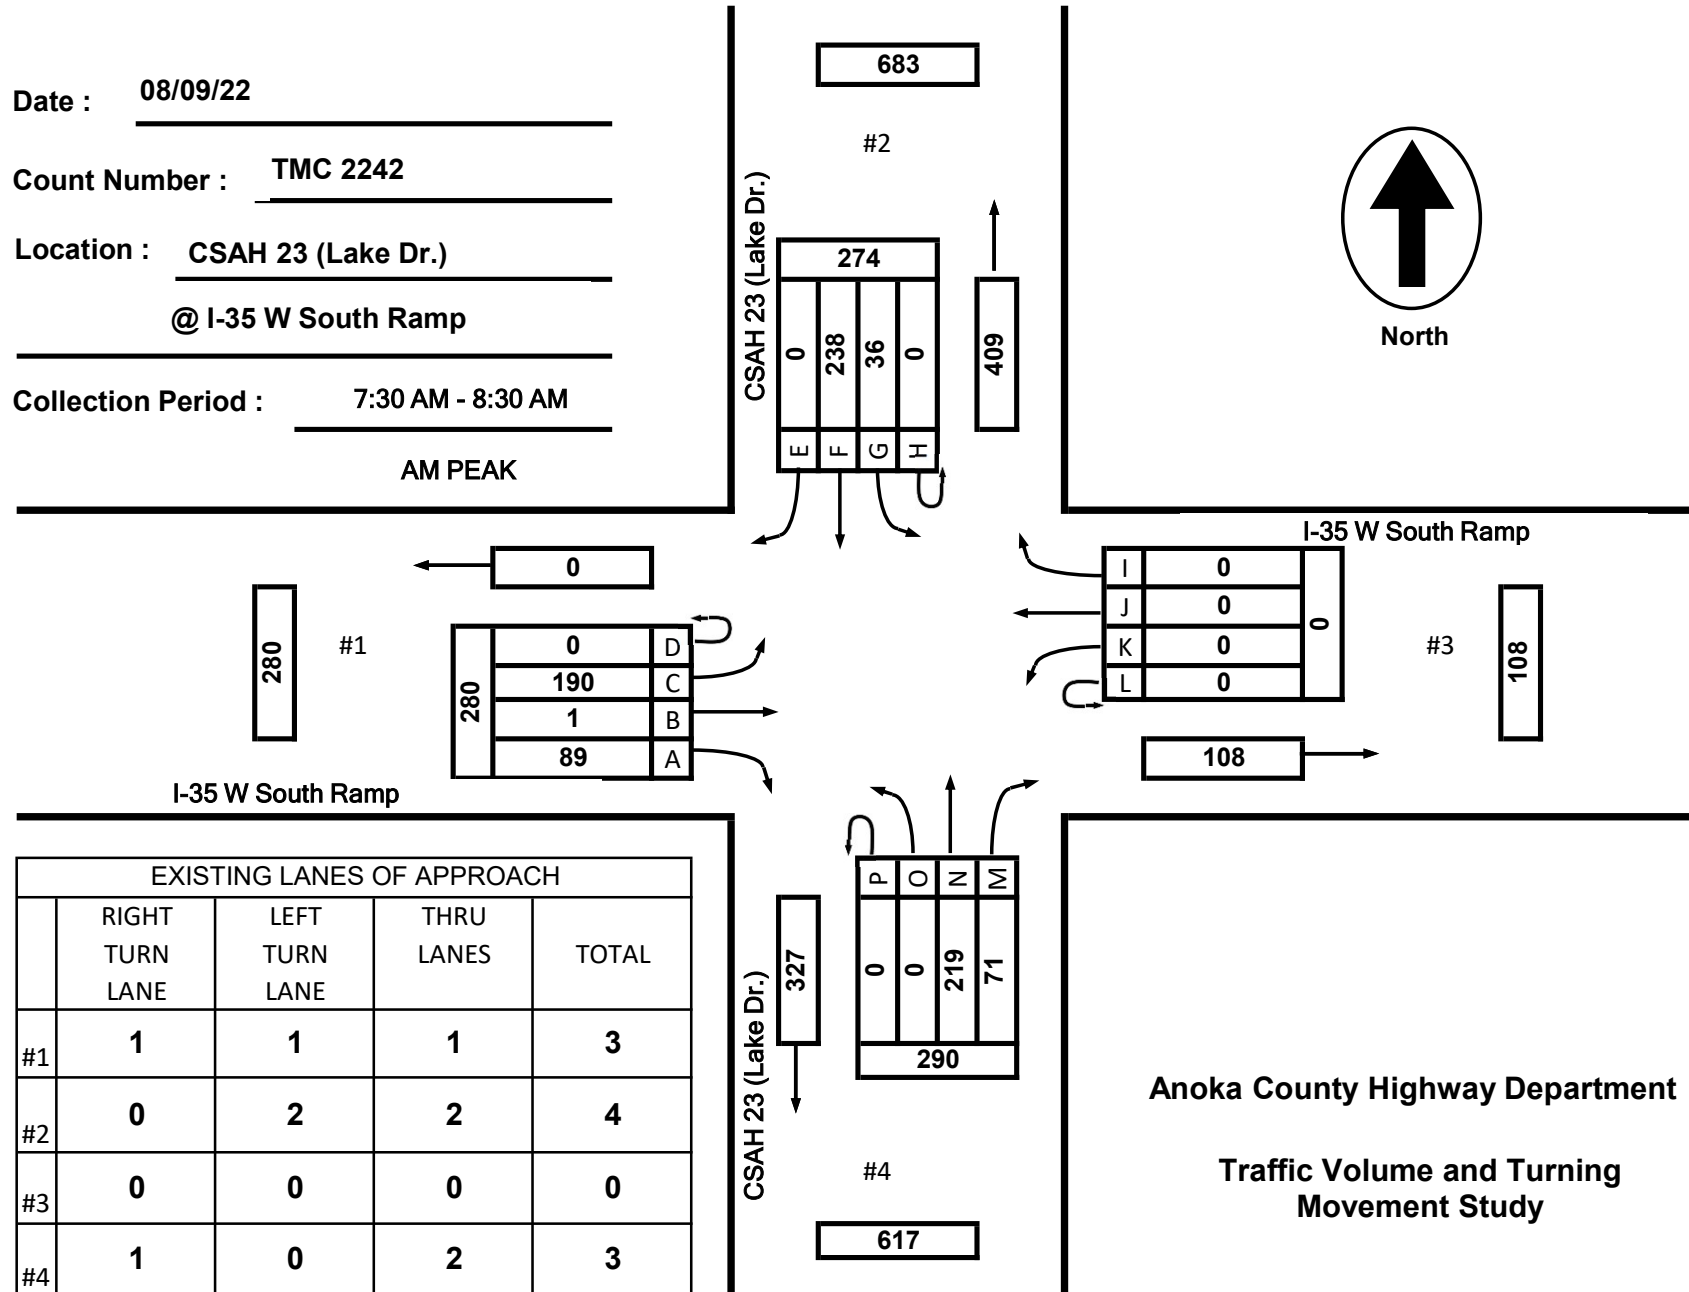 Date : 08/09/22
Count Number : TMC 2242
Location : CSAH 23 (Lake Dr.)
@ I-35 W South Ramp
Collection Period : 7:30 AM - 8:30 AM
AM PEAK
683
#2
CSAH 23 (Lake Dr.)
274
0 238 36 0
E F G H
409
North
I-35 W South Ramp
0
280
#1
280
0 D
190 C
1 B
89 A
I-35 W South Ramp
I 0
J 0
K 0
L 0
0
#3
108
108
P O N M
0 0 219 71
290
327
CSAH 23 (Lake Dr.)
#4
617
EXISTING LANES OF APPROACH
RIGHT LEFT THRU
TURN TURN LANES TOTAL
LANE LANE
#1 1 1 1 3
#2 0 2 2 4
#3 0 0 0 0
#4 1 0 2 3
Anoka County Highway Department
Traffic Volume and Turning
Movement Study